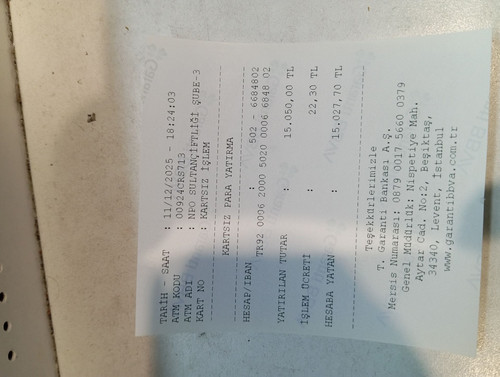 TARİH - SAAT : 11/12/2025 - 18:24:03
ATM KODU : 00924CRS713
ATM ADI : NPO SULTANÇİFTLİĞİ ŞUBE-3
KART NO : KARTSIZ İŞLEM
KARTSIZ PARA YATIRMA
HESAP/IBAN : 502 - 6684802
TR92 0006 2000 5020 0006 6848 02
YATIRILAN TUTAR : 15.050,00 TL
İŞLEM ÜCRETİ : 22,30 TL
HESABA YATAN : 15.027,70 TL
Teşekkürlerimizle
T. Garanti Bankası A.Ş.
Mersis Numarası: 0879 0017 5660 0379
Genel Müdürlük: Nispetiye Mah.
Aytar Cad. No:2, Beşiktaş,
34340, Levent, İstanbul
www.garantibbva.com.tr